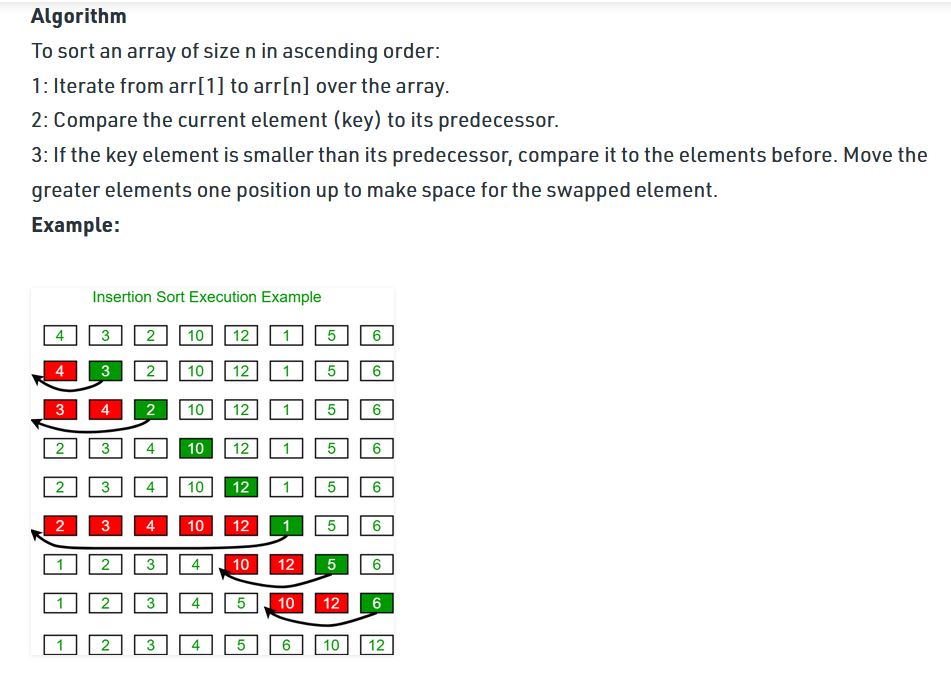 Algorithm
To sort an array of size n in ascending order:
1: Iterate from arr[1] to arr[n] over the array.
2: Compare the current element (key) to its predecessor.
3: If the key element is smaller than its predecessor, compare it to the elements before. Move the
greater elements one position up to make space for the swapped element.
Example:
Insertion Sort Execution Example
4 3 2 10 12 1 5 6
4 3 2 10 12 1 5 6
3 4 2 10 12 1 5 6
2 3 4 10 12 1 5 6
2 3 4 10 12 1 5 6
2 3 4 10 12 1 5 6
1 2 3 4 10 12 5 6
1 2 3 4 5 10 12 6
1 2 3 4 5 6 10 12